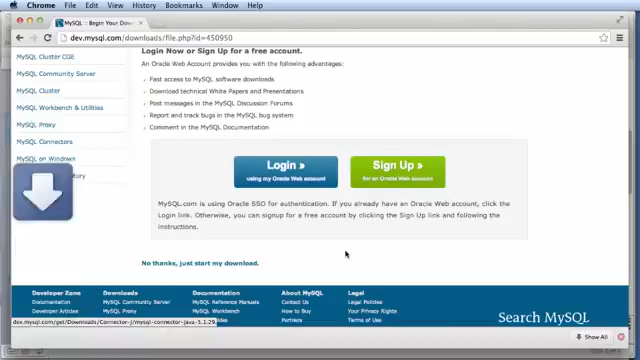 Chrome File Edit View History Bookmarks Window Help
MySQL :: Begin Your Down
dev.mysql.com/downloads/file.php?id=450950
MySQL Cluster CGE
MySQL Community Server
MySQL Cluster
MySQL Workbench & Utilities
MySQL Proxy
MySQL Connectors
MySQL on Windows
Login Now or Sign Up for a free account.
An Oracle Web Account provides you with the following advantages:
Fast access to MySQL software downloads
Download technical White Papers and Presentations
Post messages in the MySQL Discussion Forums
Report and track bugs in the MySQL bug system
Comment in the MySQL Documentation
Login »
using my Oracle Web account
Sign Up »
for an Oracle Web account
MySQL.com is using Oracle SSO for authentication. If you already have an Oracle Web account, click the
Login link. Otherwise, you can signup for a free account by clicking the Sign Up link and following the
instructions.
No thanks, just start my download.
Developer Zone
Documentation
Developer Articles
Downloads
MySQL Community Server
MySQL Proxy
Documentation
MySQL Reference Manuals
MySQL Workbench
About MySQL
Contact Us
How to Buy
Partners
Legal
Legal Policies
Your Privacy Rights
Terms of Use
Search MySQL
dev.mysql.com/get/Downloads/Connector-J/mysql-connector-java-5.1.29
Show All